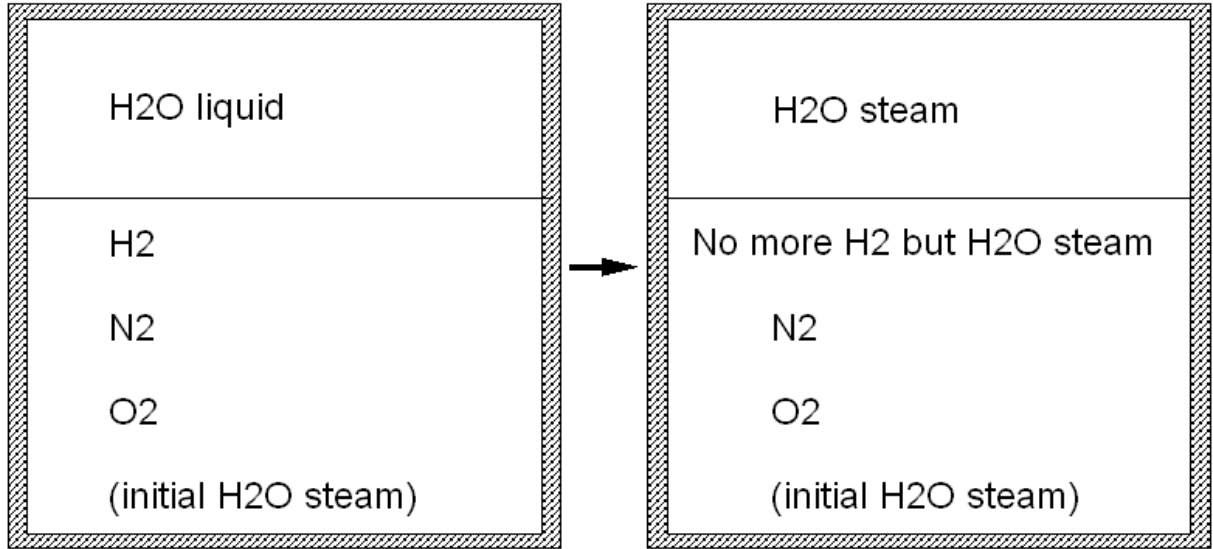 H2O liquid
H2
N2
O2
(initial H2O steam)
H2O steam
No more H2 but H2O steam
N2
O2
(initial H2O steam)